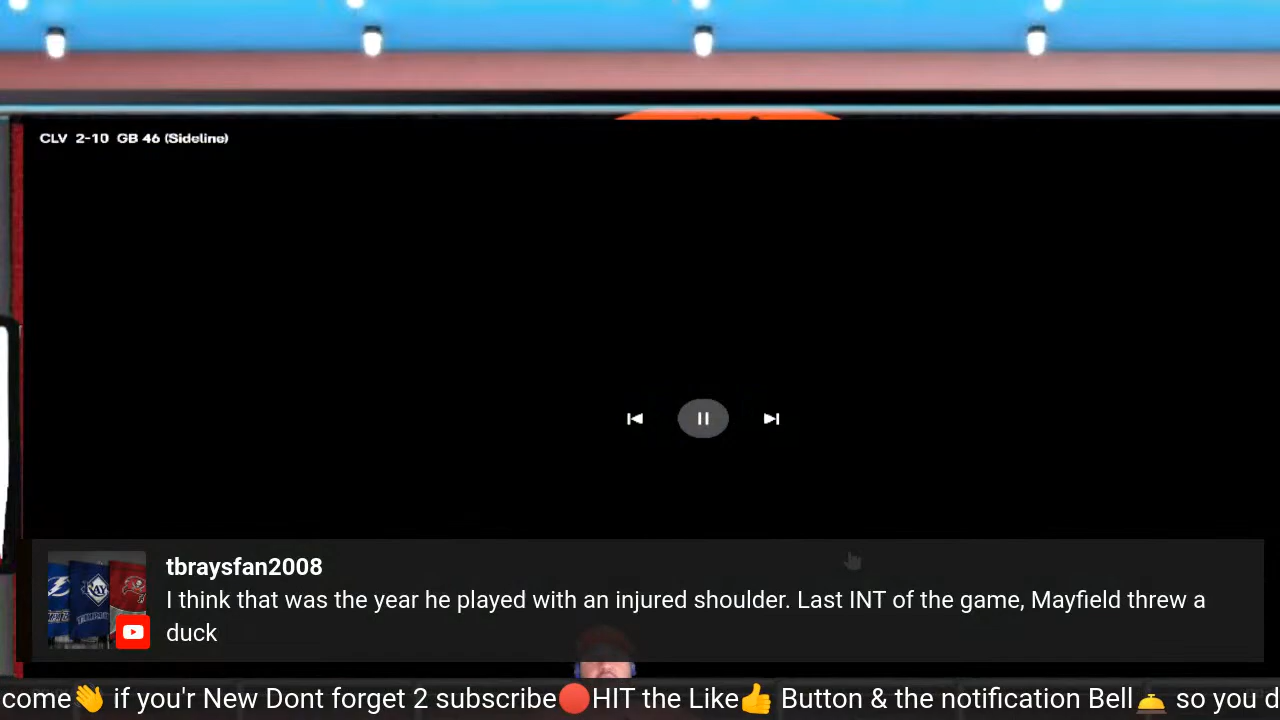 CLV 2-10 GB 46 (Sideline)
tbraysfan2008
I think that was the year he played with an injured shoulder. Last INT of the game, Mayfield threw a
duck
come👋 if you'r New Dont forget 2 subscribe🔴HIT the Like👍 Button & the notification Bell🛎 so you d